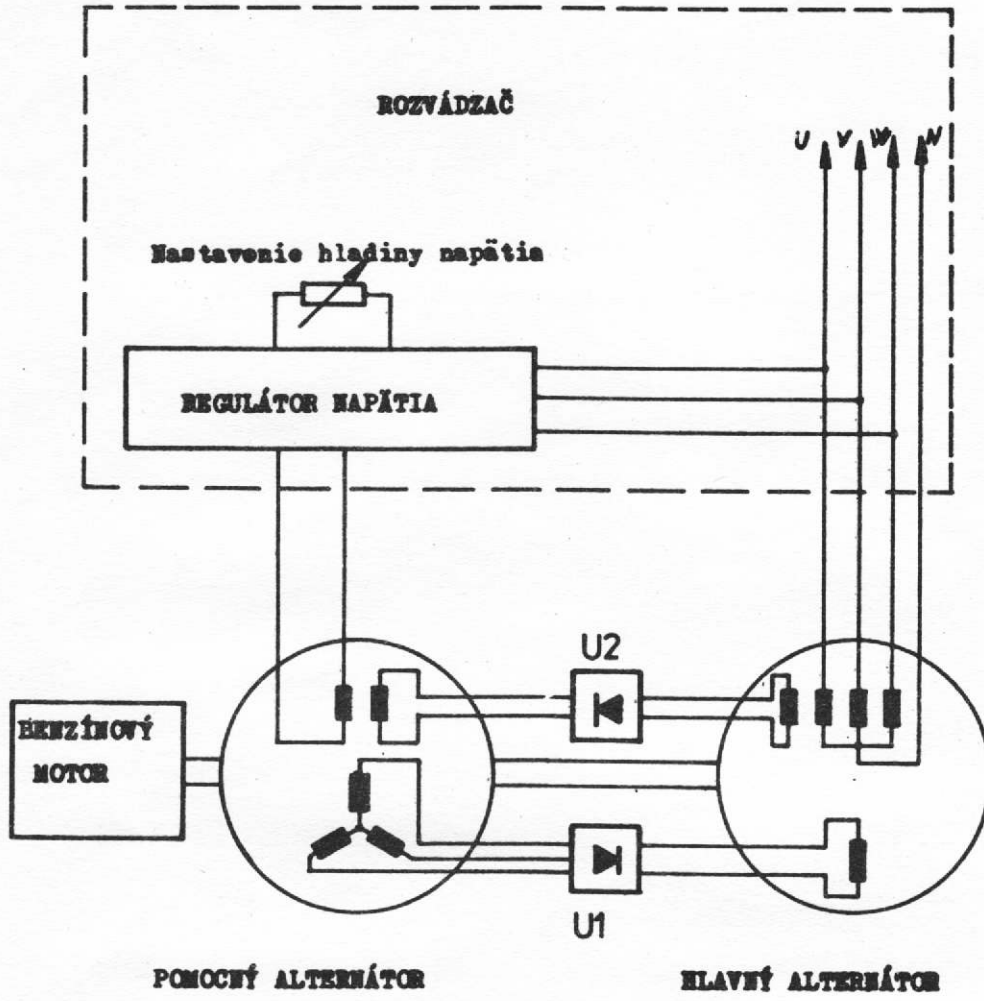 ROZVÁDZAČ
U V W N
Nastavenie hladiny napätia
REGULÁTOR NAPÄTIA
U2
BENZÍNOVÝ
MOTOR
U1
POMOCNÝ ALTERNÁTOR
HLAVNÝ ALTERNÁTOR